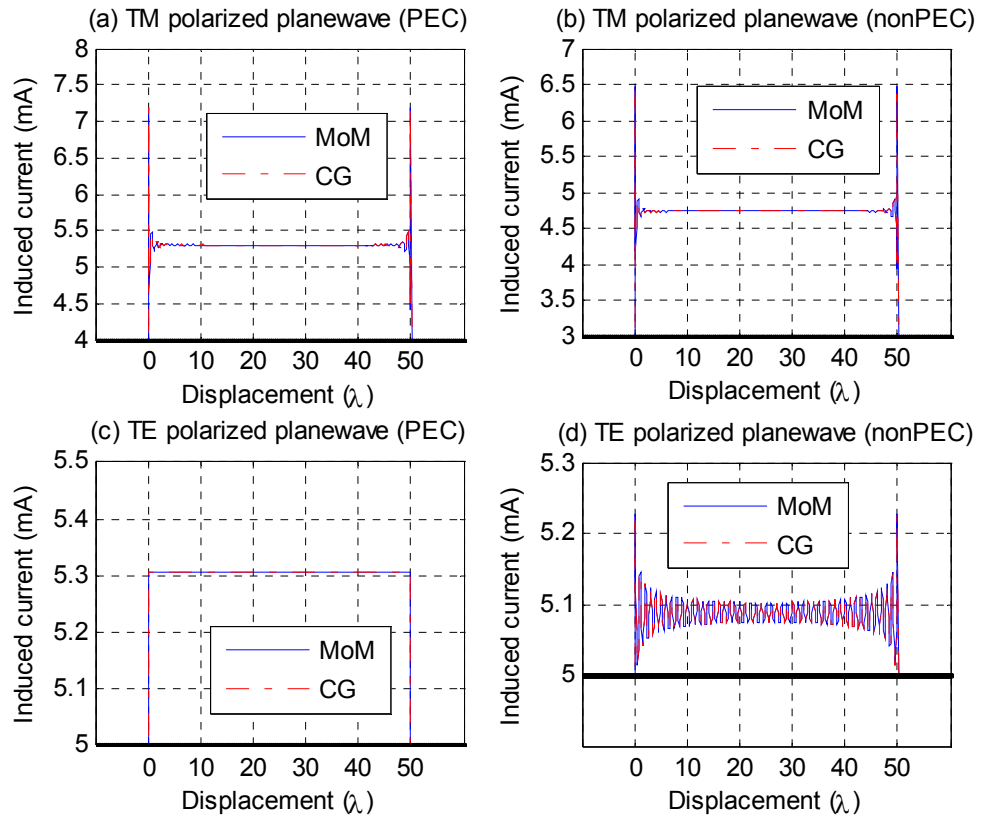 (a) TM polarized planewave (PEC)
8
7.5
7
6.5
6
5.5
5
4.5
4
Induced current (mA)
MoM
CG
0 10 20 30 40 50
Displacement (λ)
(b) TM polarized planewave (nonPEC)
7
6.5
6
5.5
5
4.5
4
3.5
3
Induced current (mA)
MoM
CG
0 10 20 30 40 50
Displacement (λ)
(c) TE polarized planewave (PEC)
5.5
5.4
5.3
5.2
5.1
5
Induced current (mA)
MoM
CG
0 10 20 30 40 50
Displacement (λ)
(d) TE polarized planewave (nonPEC)
5.3
5.2
5.1
5
Induced current (mA)
MoM
CG
0 10 20 30 40 50
Displacement (λ)